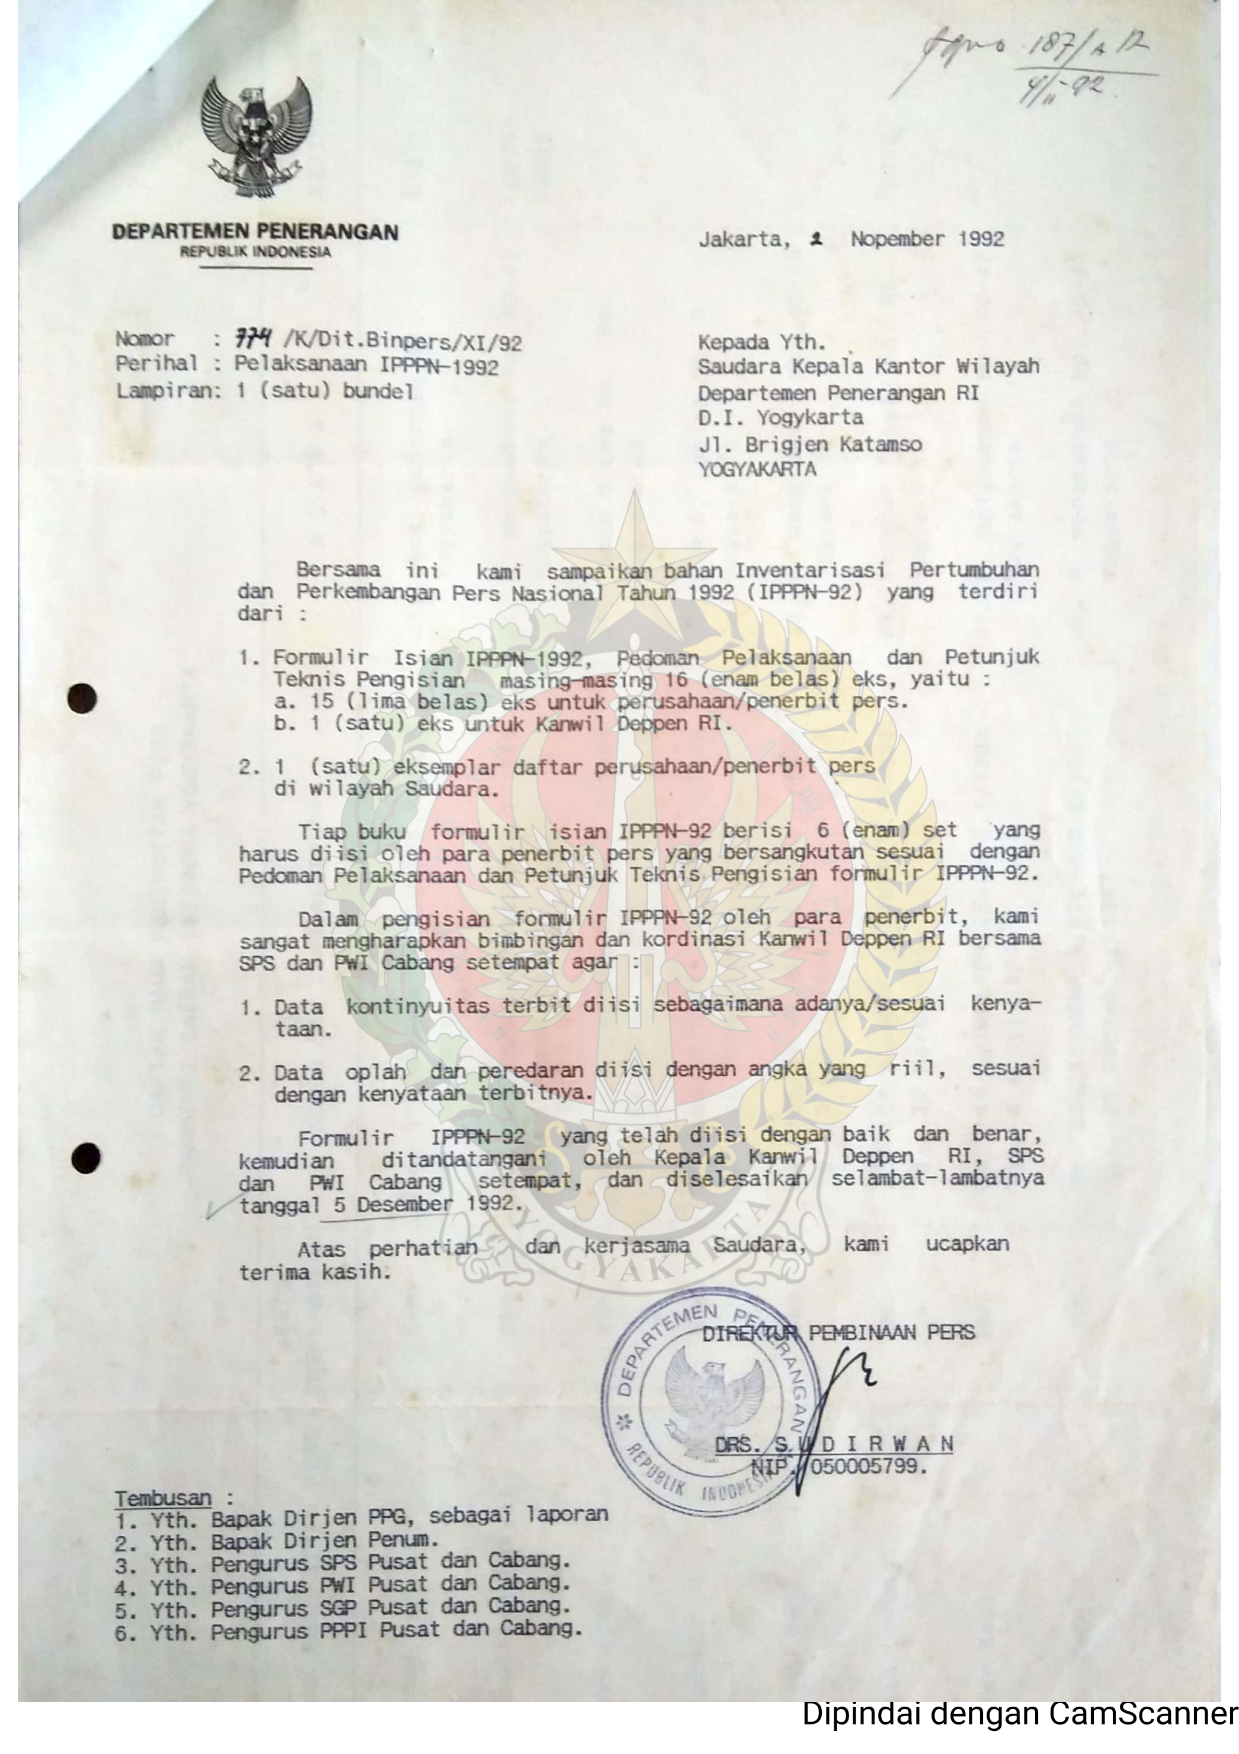 187/A 12
4/11-92
DEPARTEMEN PENERANGAN
REPUBLIK INDONESIA
Jakarta, 2 Nopember 1992
Nomor : 774 /K/Dit.Binpers/XI/92
Perihal : Pelaksanaan IPPPN-1992
Lampiran: 1 (satu) bundel
Kepada Yth.
Saudara Kepala Kantor Wilayah
Departemen Penerangan RI
D.I. Yogykarta
Jl. Brigjen Katamso
YOGYAKARTA
Bersama ini kami sampaikan bahan Inventarisasi Pertumbuhan
dan Perkembangan Pers Nasional Tahun 1992 (IPPPN-92) yang terdiri
dari :
1. Formulir Isian IPPPN-1992, Pedoman Pelaksanaan dan Petunjuk
Teknis Pengisian masing-masing 16 (enam belas) eks, yaitu :
a. 15 (lima belas) eks untuk perusahaan/penerbit pers.
b. 1 (satu) eks untuk Kanwil Deppen RI.
2. 1 (satu) eksemplar daftar perusahaan/penerbit pers
di wilayah Saudara.
Tiap buku formulir isian IPPPN-92 berisi 6 (enam) set yang
harus diisi oleh para penerbit pers yang bersangkutan sesuai dengan
Pedoman Pelaksanaan dan Petunjuk Teknis Pengisian formulir IPPPN-92.
Dalam pengisian formulir IPPPN-92 oleh para penerbit, kami
sangat mengharapkan bimbingan dan kordinasi Kanwil Deppen RI bersama
SPS dan PWI Cabang setempat agar :
1. Data kontinyuitas terbit diisi sebagaimana adanya/sesuai kenya-
taan.
2. Data oplah dan peredaran diisi dengan angka yang riil, sesuai
dengan kenyataan terbitnya.
Formulir IPPPN-92 yang telah diisi dengan baik dan benar,
kemudian ditandatangani oleh Kepala Kanwil Deppen RI, SPS
dan PWI Cabang setempat, dan diselesaikan selambat-lambatnya
tanggal 5 Desember 1992.
Atas perhatian dan kerjasama Saudara, kami ucapkan
terima kasih.
YOGYAKARTA
DIREKTUR PEMBINAAN PERS
DEPARTEMEN PENERANGAN
REPUBLIK INDONESIA
DRS. S U D I R W A N
NIP. 050005799.
Tembusan :
1. Yth. Bapak Dirjen PPG, sebagai laporan
2. Yth. Bapak Dirjen Penum.
3. Yth. Pengurus SPS Pusat dan Cabang.
4. Yth. Pengurus PWI Pusat dan Cabang.
5. Yth. Pengurus SGP Pusat dan Cabang.
6. Yth. Pengurus PPPI Pusat dan Cabang.
Dipindai dengan CamScanner